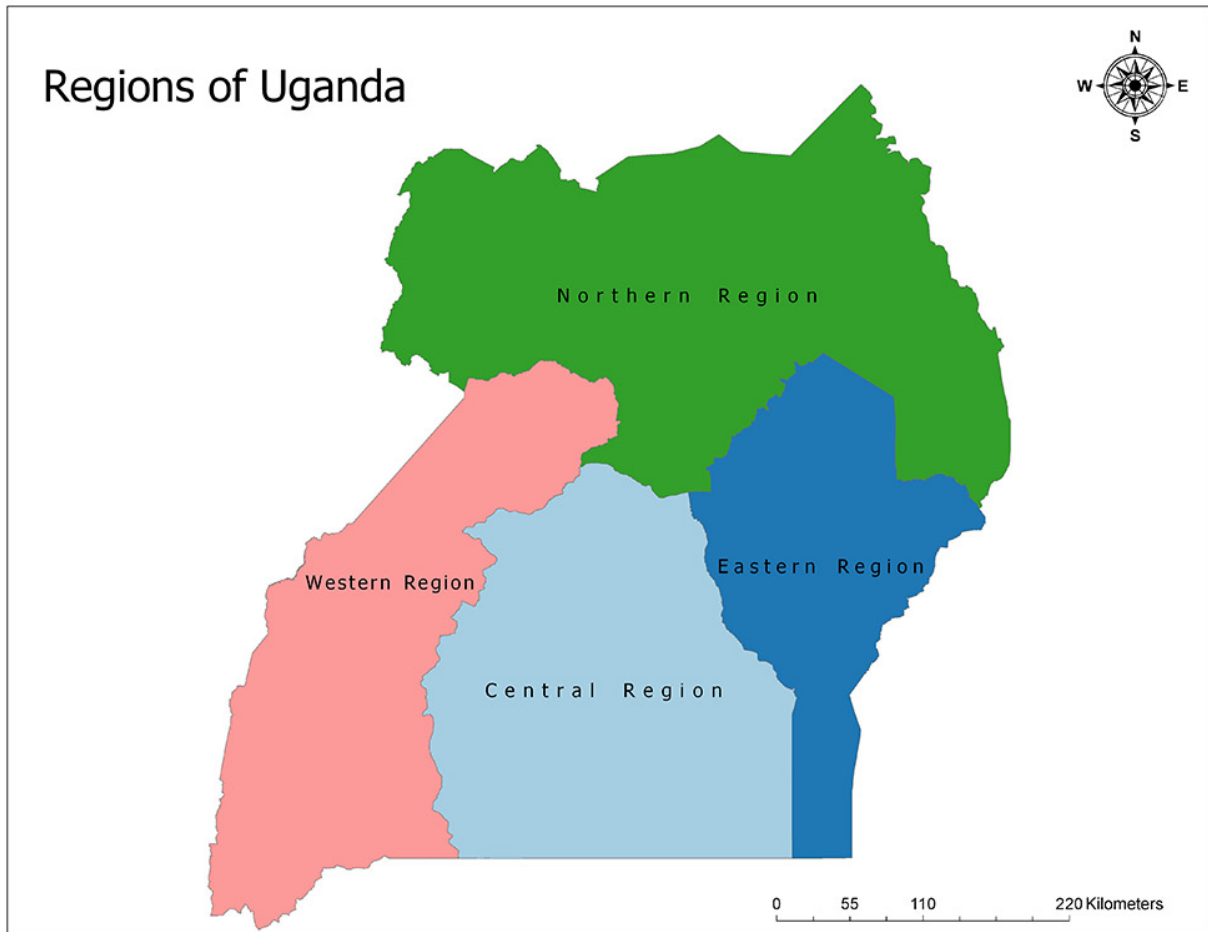 Regions of Uganda
N
W E
S
Northern Region
Western Region
Eastern Region
Central Region
0 55 110 220 Kilometers